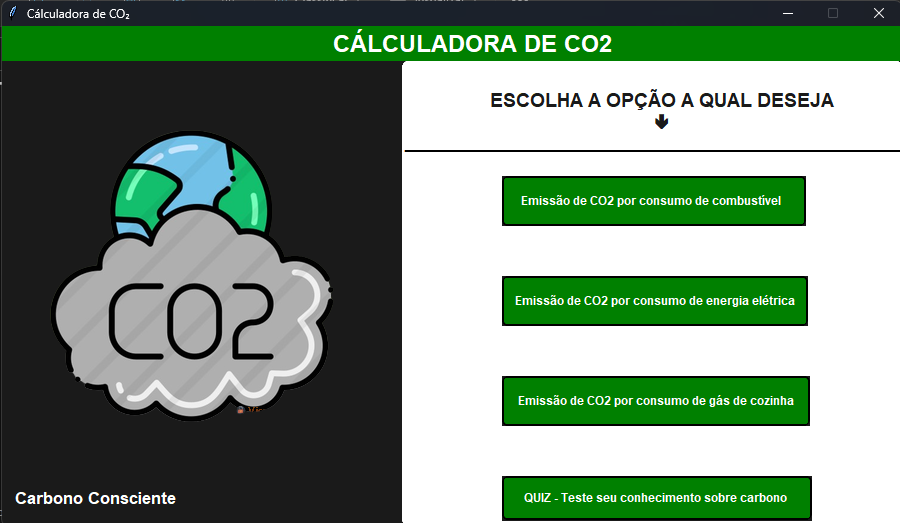 Cálculadora de CO₂
CÁLCULADORA DE CO2
ESCOLHA A OPÇÃO A QUAL DESEJA
🡇
Emissão de CO2 por consumo de combustível
Emissão de CO2 por consumo de energia elétrica
CO2
Emissão de CO2 por consumo de gás de cozinha
QUIZ - Teste seu conhecimento sobre carbono
Carbono Consciente